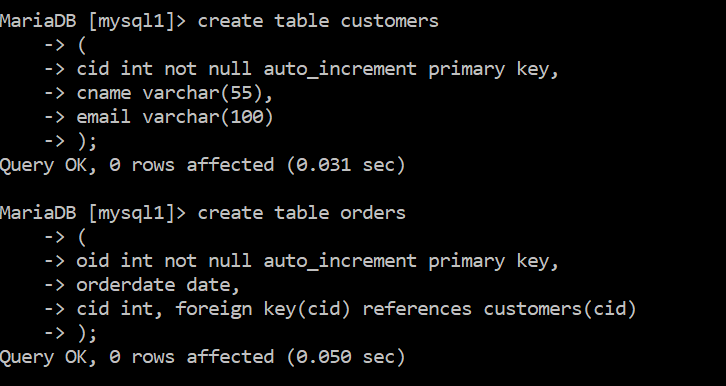 MariaDB [mysql1]> create table customers
    -> (
    -> cid int not null auto_increment primary key,
    -> cname varchar(55),
    -> email varchar(100)
    -> );
Query OK, 0 rows affected (0.031 sec)

MariaDB [mysql1]> create table orders
    -> (
    -> oid int not null auto_increment primary key,
    -> orderdate date,
    -> cid int, foreign key(cid) references customers(cid)
    -> );
Query OK, 0 rows affected (0.050 sec)